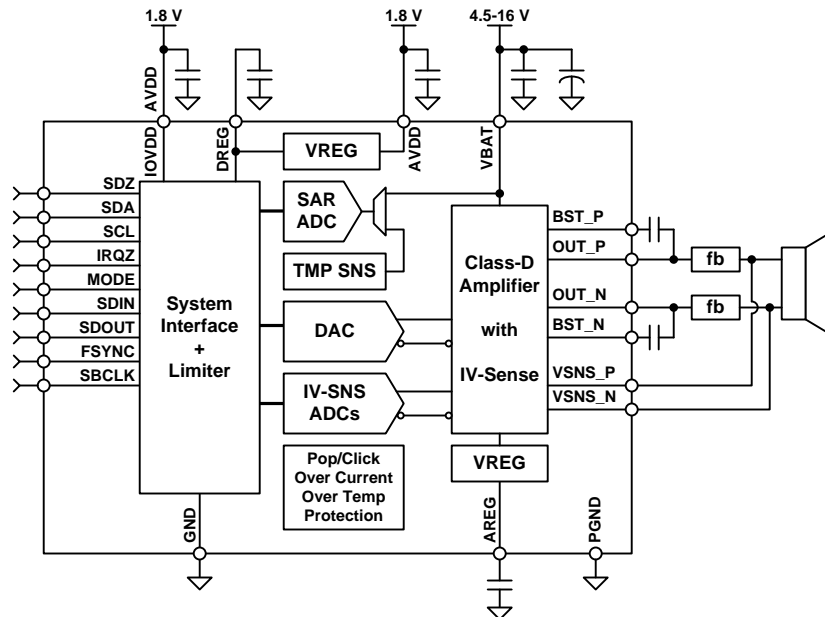 1.8 V
1.8 V
4.5-16 V
AVDD
IOVDD
DREG
AVDD
VBAT
VREG
SDZ
SDA
SCL
IRQZ
MODE
SDIN
SDOUT
FSYNC
SBCLK
System
Interface
+
Limiter
SAR
ADC
TMP SNS
DAC
IV-SNS
ADCs
Pop/Click
Over Current
Over Temp
Protection
Class-D
Amplifier
with
IV-Sense
VREG
BST_P
OUT_P
OUT_N
BST_N
VSNS_P
VSNS_N
fb
fb
GND
AREG
PGND